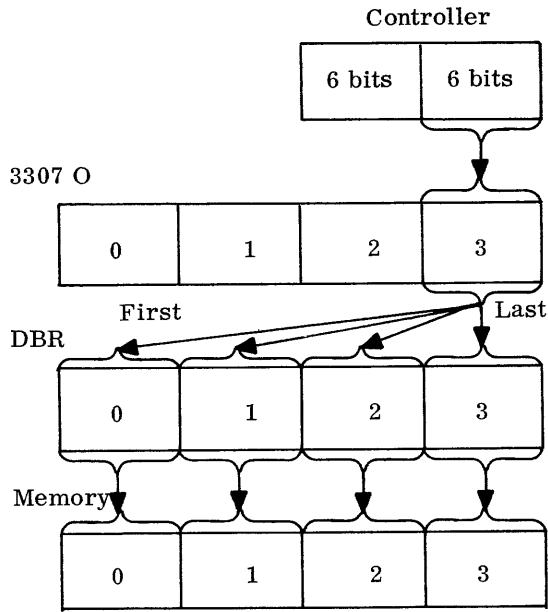 Controller
6 bits 6 bits
3307 O
0 1 2 3
First Last
DBR
0 1 2 3
Memory
0 1 2 3